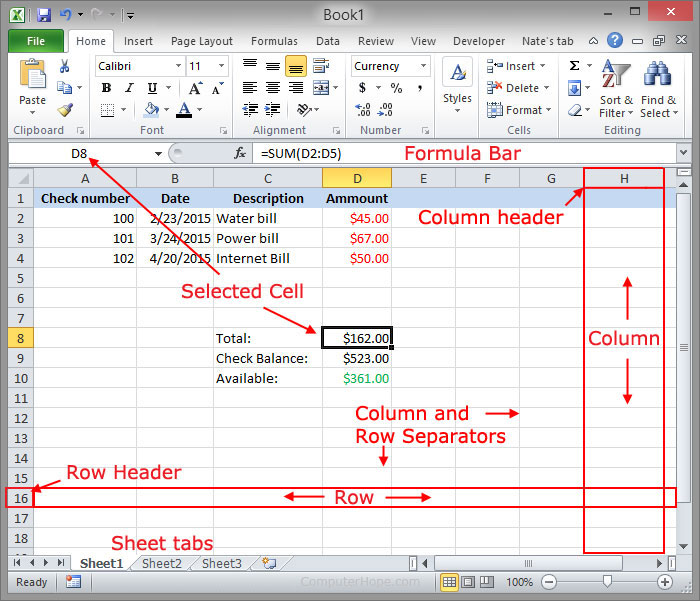 Book1
File Home Insert Page Layout Formulas Data Review View Developer Nate's tab
Calibri 11 Currency Insert Σ
Paste B I U A A $ % , Styles Delete Sort & Find &
Format Filter Select
Clipboard Font Alignment Number Cells Editing
D8 fx =SUM(D2:D5) Formula Bar
A B C D E F G H
1 Check number Date Description Ammount
2 100 2/23/2015 Water bill $45.00 Column header
3 101 3/24/2015 Power bill $67.00
4 102 4/20/2015 Internet Bill $50.00
5
Selected Cell
6
7
8 Total: $162.00 Column
9 Check Balance: $523.00
10 Available: $361.00
11
Column and
12
Row Separators
13
14
15
Row Header
16 Row
17
18
Sheet tabs
Sheet1 Sheet2 Sheet3
Ready ComputerHope.com 100%